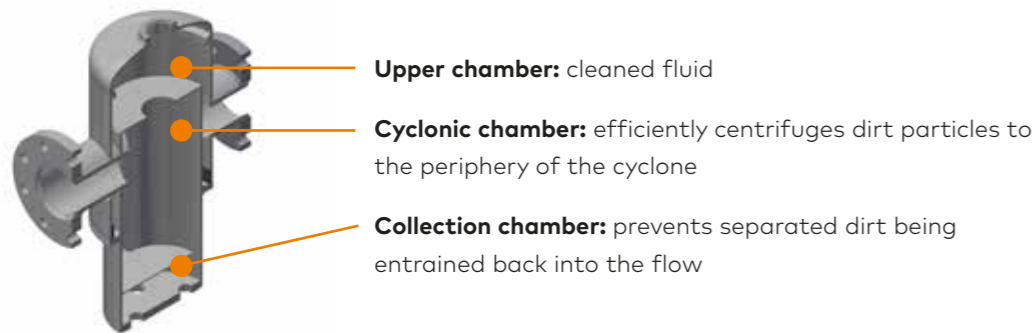 Upper chamber: cleaned fluid
Cyclonic chamber: efficiently centrifuges dirt particles to
the periphery of the cyclone
Collection chamber: prevents separated dirt being
entrained back into the flow